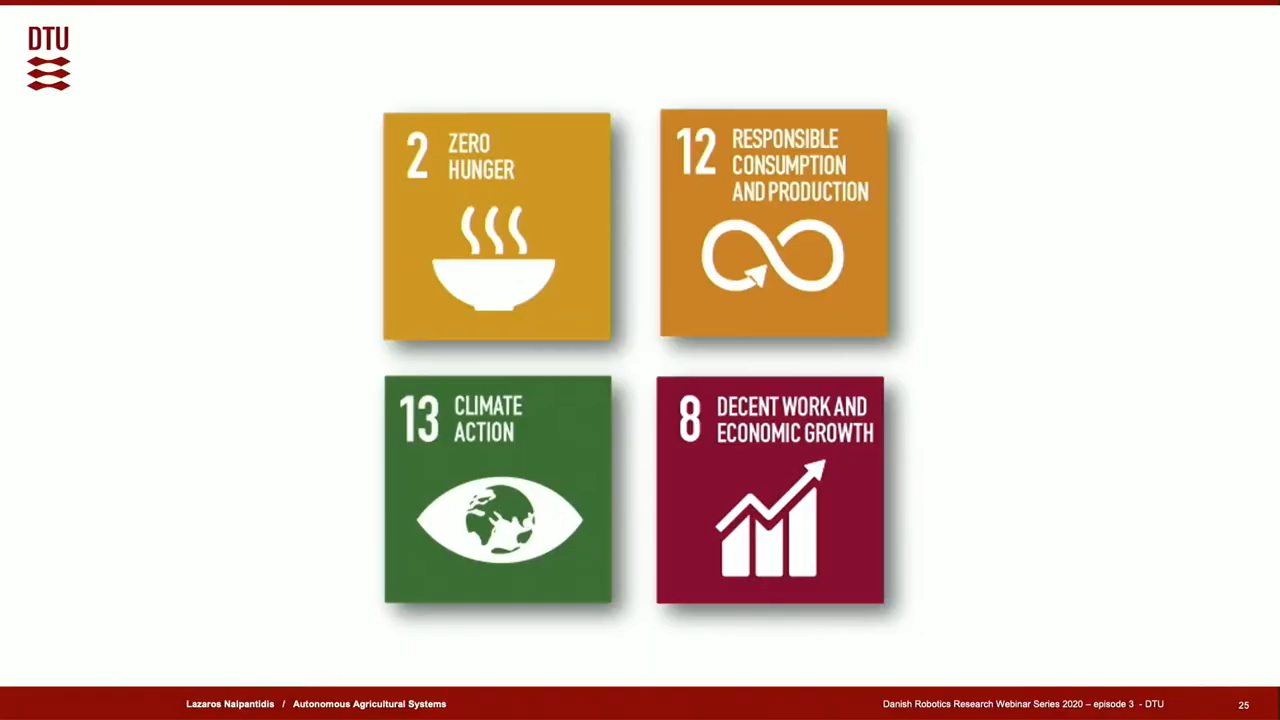 DTU
2 ZERO
HUNGER
12 RESPONSIBLE
CONSUMPTION
AND PRODUCTION
13 CLIMATE
ACTION
8 DECENT WORK AND
ECONOMIC GROWTH
Lazaros Nalpantidis / Autonomous Agricultural Systems
Danish Robotics Research Webinar Series 2020 – episode 3 - DTU
25